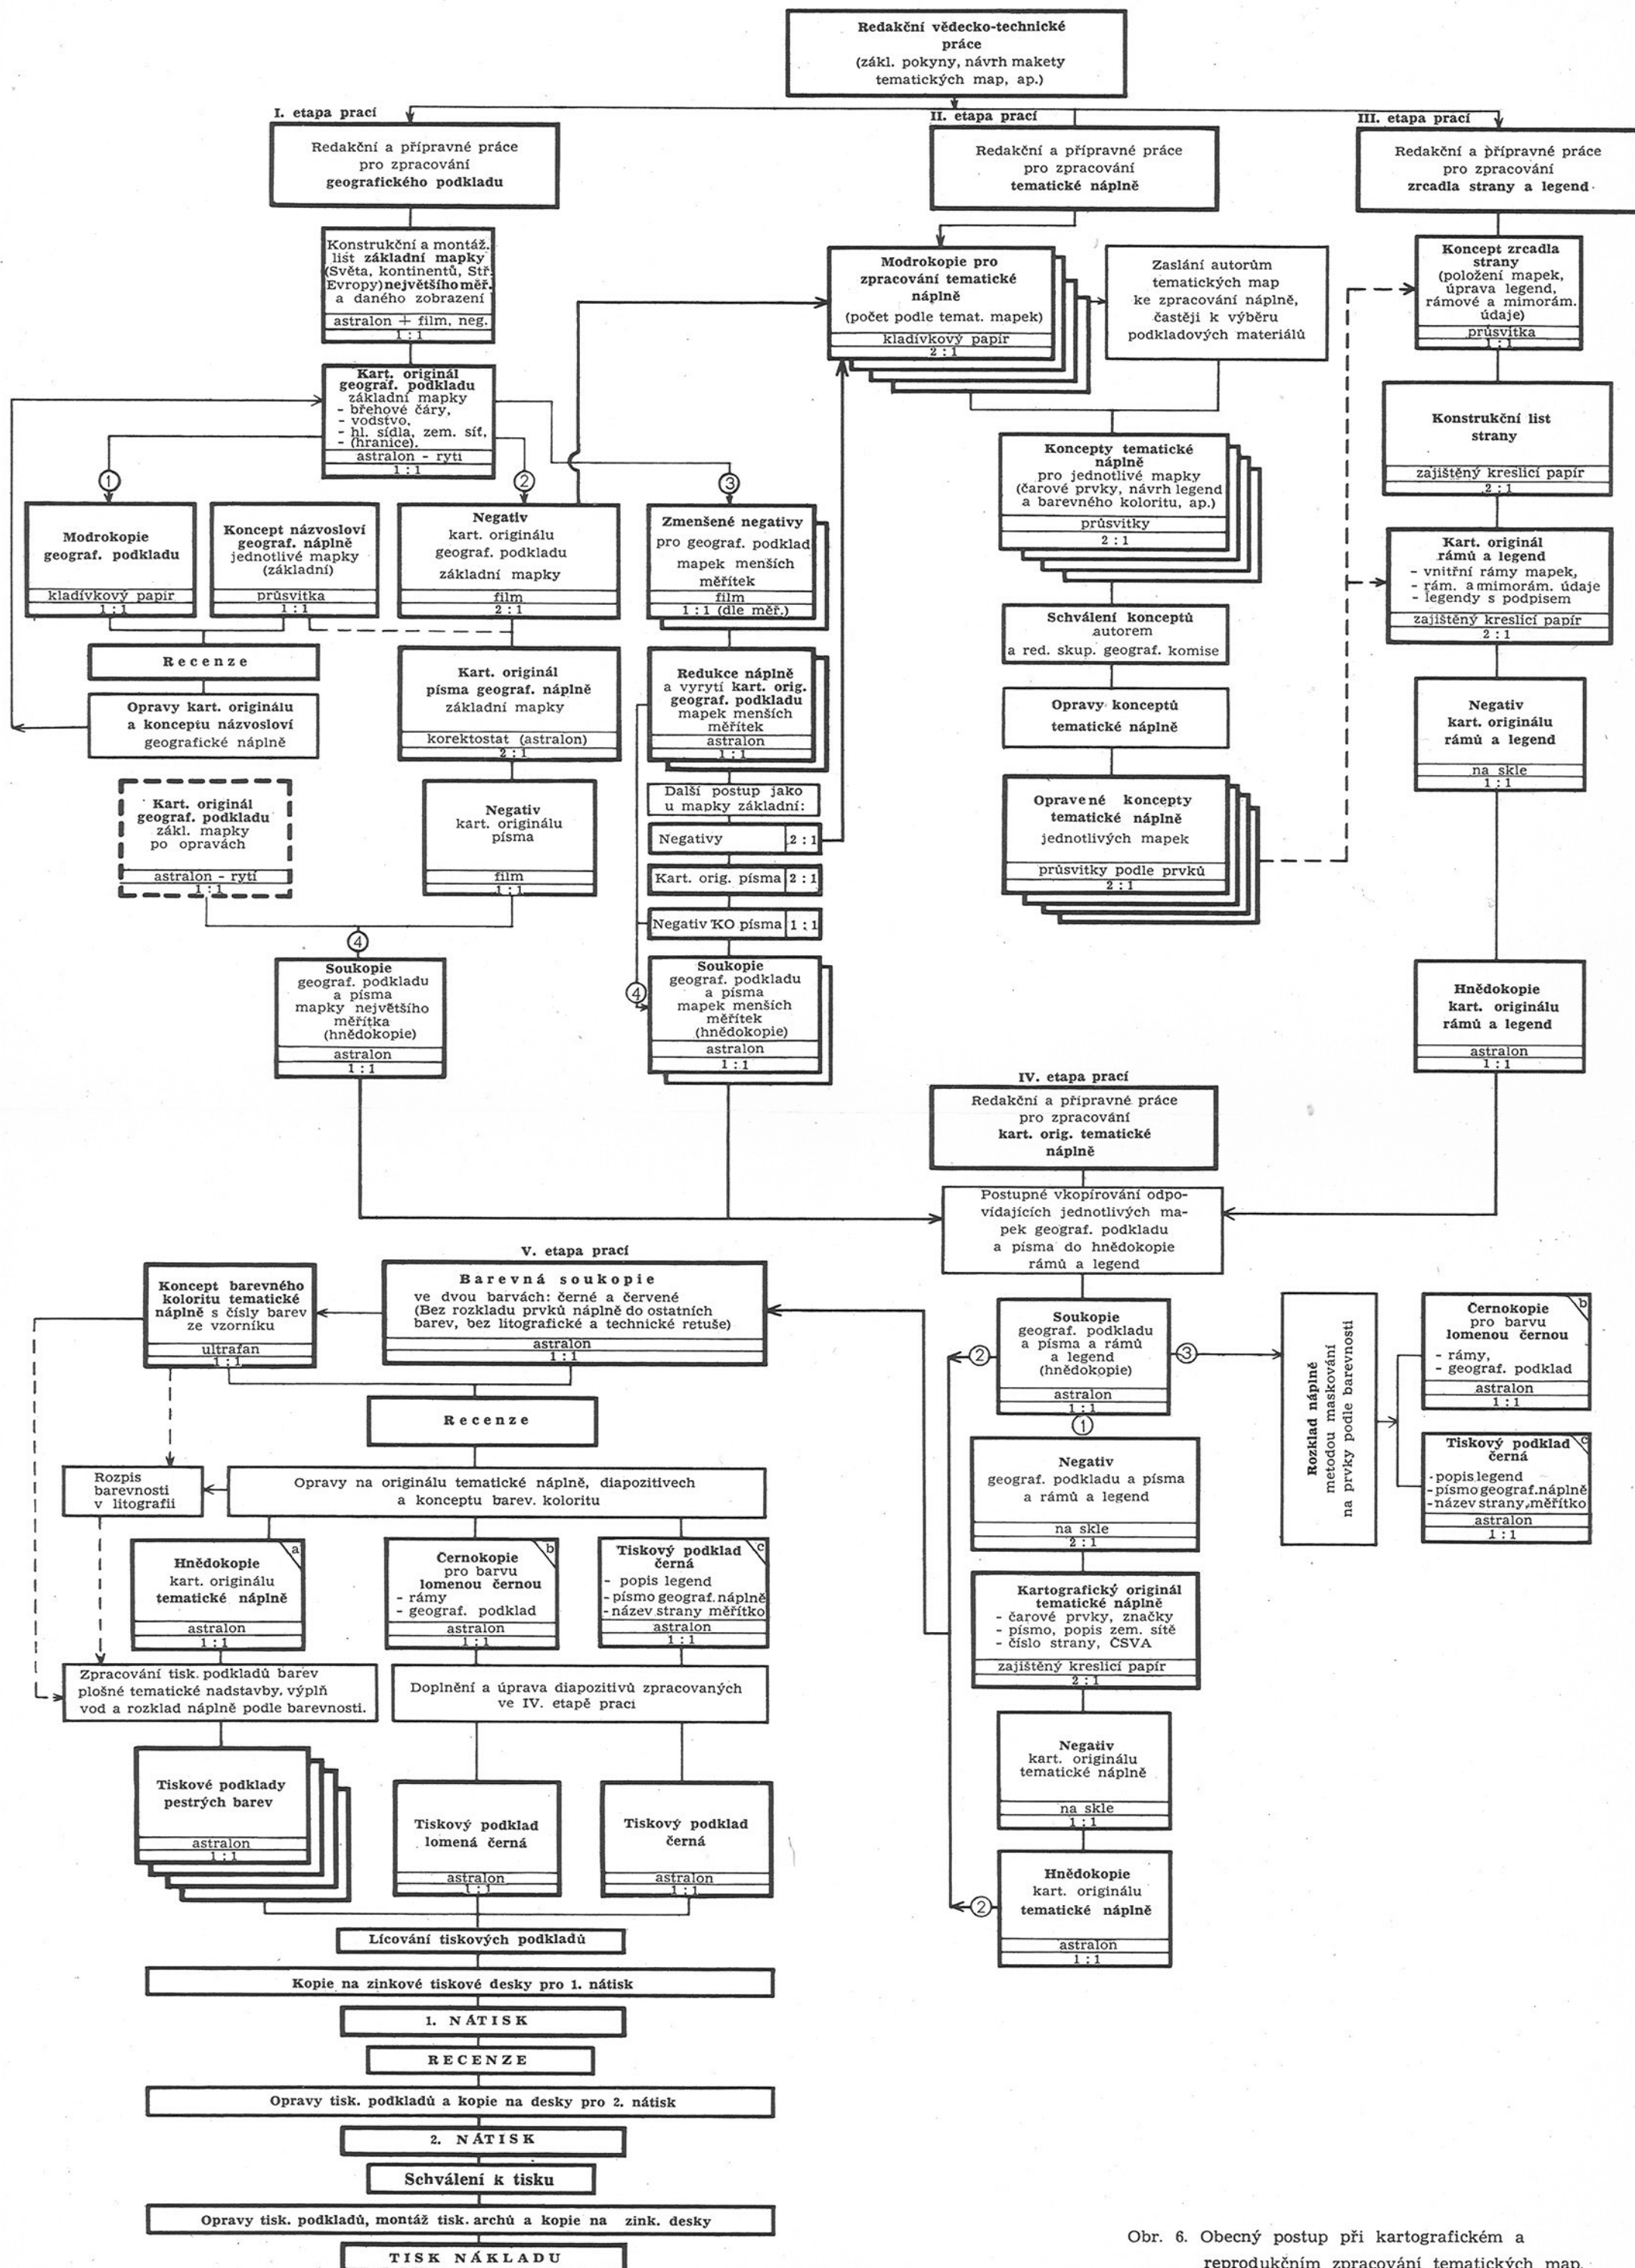 Redakční vědecko-technické
práce
(zákl. pokyny, návrh makety
tematických map, ap.)
I. etapa prací
Redakční a přípravné práce
pro zpracování
geografického podkladu
II. etapa prací
Redakční a přípravné práce
pro zpracování
tematické náplně
III. etapa prací
Redakční a přípravné práce
pro zpracování
zrcadla strany a legend
Konstrukční a montáž.
list základní mapky
(Světa, kontinentů, Stř.
Evropy) největšího měř.
a daného zobrazení
astralon + film, neg.
1 : 1
Kart. originál
geograf. podkladu
základní mapky
- břehové čáry,
- vodstvo,
- hl. sídla, zem. síť,
- (hranice).
astralon - rytí
1 : 1
1
2
3
Modrokopie
geograf. podkladu
kladívkový papír
1 : 1
Koncept názvosloví
geograf. náplně
jednotlivé mapky
(základní)
průsvitka
1 : 1
Negativ
kart. originálu
geograf. podkladu
základní mapky
film
2 : 1
Zmenšené negativy
pro geograf. podklad
mapek menších
měřítek
film
1 : 1 (dle měř.)
Recenze
Opravy kart. originálu
a konceptu názvosloví
geografické náplně
Kart. originál
písma geograf. náplně
základní mapky
korektostat (astralon)
2 : 1
Redukce náplně
a vyrytí kart. orig.
geograf. podkladu
mapek menších
měřítek
astralon
1 : 1
Kart. originál
geograf. podkladu
zákl. mapky
po opravách
astralon - rytí
1 : 1
Negativ
kart. originálu
písma
film
1 : 1
Další postup jako
u mapky základní:
Negativy 2 : 1
Kart. orig. písma 2 : 1
Negativ KO písma 1 : 1
4
Soukopie
geograf. podkladu
a písma
mapky největšího
měřítka
(hnědokopie)
astralon
1 : 1
4
Soukopie
geograf. podkladu
a písma
mapek menších
měřítek
(hnědokopie)
astralon
1 : 1
Modrokopie pro
zpracování tematické
náplně
(počet podle temat. mapek)
kladívkový papír
2 : 1
Zaslání autorům
tematických map
ke zpracování náplně,
častěji k výběru
podkladových materiálů
Koncepty tematické
náplně
pro jednotlivé mapky
(čarové prvky, návrh legend
a barevného koloritu, ap.)
průsvitky
2 : 1
Schválení konceptů
autorem
a red. skup. geograf. komise
Opravy konceptů
tematické náplně
Opravené koncepty
tematické náplně
jednotlivých mapek
průsvitky podle prvků
2 : 1
Koncept zrcadla
strany
(položení mapek,
úprava legend,
rámové a mimorám.
údaje)
průsvitka
1 : 1
Konstrukční list
strany
zajištěný kreslicí papír
2 : 1
Kart. originál
rámů a legend
- vnitřní rámy mapek,
- rám. a mimorám. údaje
- legendy s podpisem
zajištěný kreslicí papír
2 : 1
Negativ
kart. originálu
rámů a legend
na skle
1 : 1
Hnědokopie
kart. originálu
rámů a legend
astralon
1 : 1
IV. etapa prací
Redakční a přípravné práce
pro zpracování
kart. orig. tematické
náplně
Postupné vkopírování odpo-
vídajících jednotlivých ma-
pek geograf. podkladu
a písma do hnědokopie
rámů a legend
Soukopie
geograf. podkladu
a písma a rámů
a legend
(hnědokopie)
astralon
1 : 1
2
3
1
Rozklad náplně
metodou maskování
na prvky podle barevnosti
Černokopie b
pro barvu
lomenou černou
- rámy,
- geograf. podklad
astralon
1 : 1
Tiskový podklad c
černá
- popis legend
- písmo geograf. náplně
- název strany, měřítko
astralon
1 : 1
Negativ
geograf. podkladu a písma
a rámů a legend
na skle
2 : 1
Kartografický originál
tematické náplně
- čarové prvky, značky
- písmo, popis zem. sítě
- číslo strany, ČSVA
zajištěný kreslicí papír
2 : 1
Negativ
kart. originálu
tematické náplně
na skle
1 : 1
2
Hnědokopie
kart. originálu
tematické náplně
astralon
1 : 1
V. etapa prací
Koncept barevného
koloritu tematické
náplně s čísly barev
ze vzorníku
ultrafan
1 : 1
Barevná soukopie
ve dvou barvách: černé a červené
(Bez rozkladu prvků náplně do ostatních
barev, bez litografické a technické retuše)
astralon
1 : 1
Recenze
Rozpis
barevnosti
v litografii
Opravy na originálu tematické náplně, diapozitivech
a konceptu barev. koloritu
Hnědokopie a
kart. originálu
tematické náplně
astralon
1 : 1
Černokopie b
pro barvu
lomenou černou
- rámy
- geograf. podklad
astralon
1 : 1
Tiskový podklad c
černá
- popis legend
- písmo geograf. náplně
- název strany měřítko
astralon
1 : 1
Zpracování tisk. podkladů barev
plošné tematické nadstavby, výplň
vod a rozklad náplně podle barevnosti.
Doplnění a úprava diapozitivů zpracovaných
ve IV. etapě prací
Tiskové podklady
pestrých barev
astralon
1 : 1
Tiskový podklad
lomená černá
astralon
1 : 1
Tiskový podklad
černá
astralon
1 : 1
Lícování tiskových podkladů
Kopie na zinkové tiskové desky pro 1. nátisk
1. NÁTISK
RECENZE
Opravy tisk. podkladů a kopie na desky pro 2. nátisk
2. NÁTISK
Schválení k tisku
Opravy tisk. podkladů, montáž tisk. archů a kopie na zink. desky
TISK NÁKLADU
Obr. 6. Obecný postup při kartografickém a
reprodukčním zpracování tematických map.